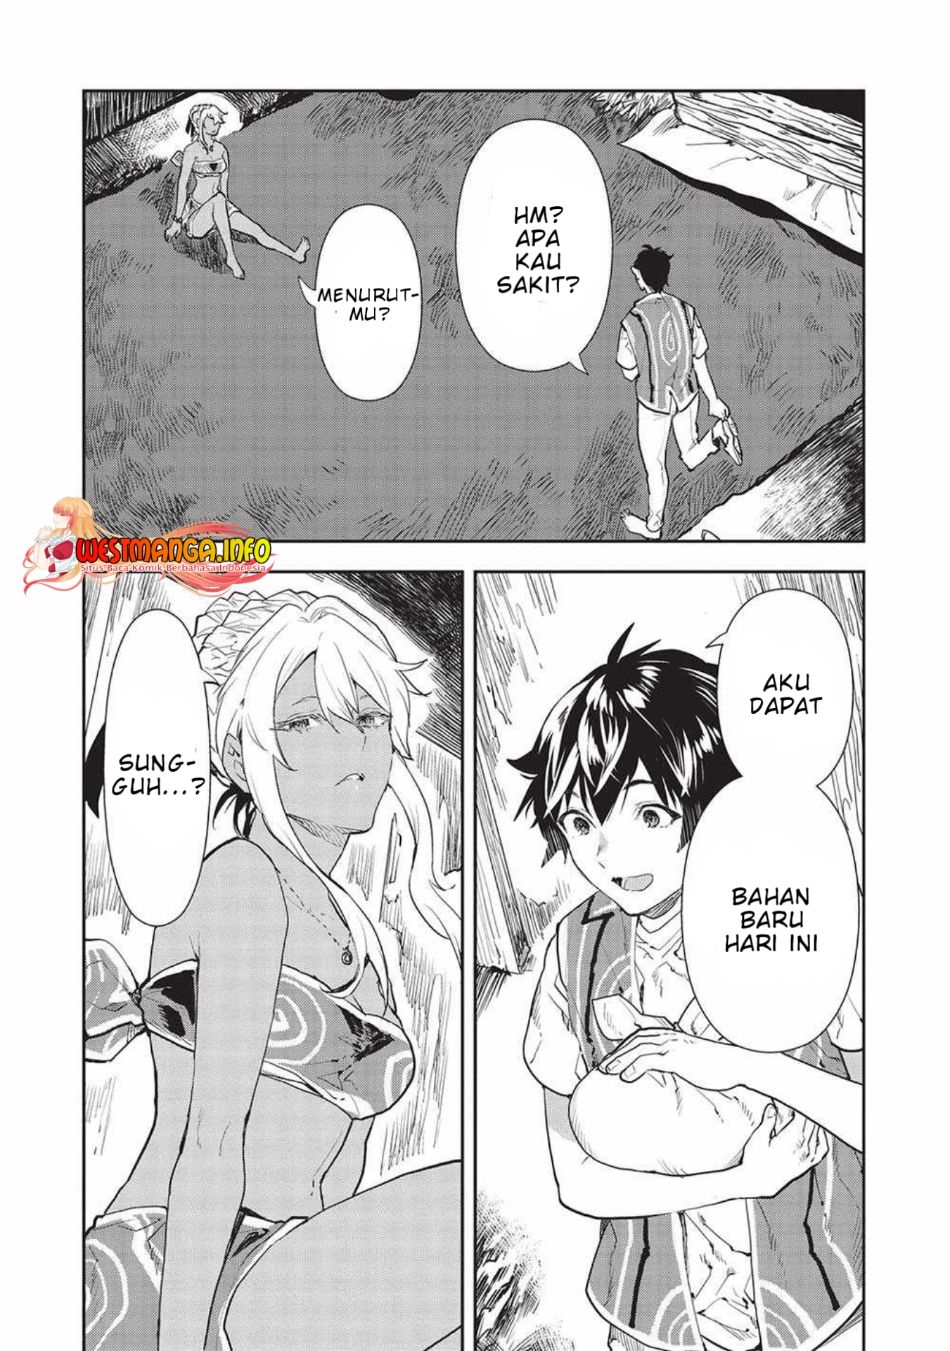 HM?
APA
KAU
SAKIT?
MENURUT-
MU?
WESTMANGA.INFO
Situs Baca Komik Berbahasa Indonesia
AKU
DAPAT
BAHAN
BARU
HARI INI
SUNG-
GUH...?